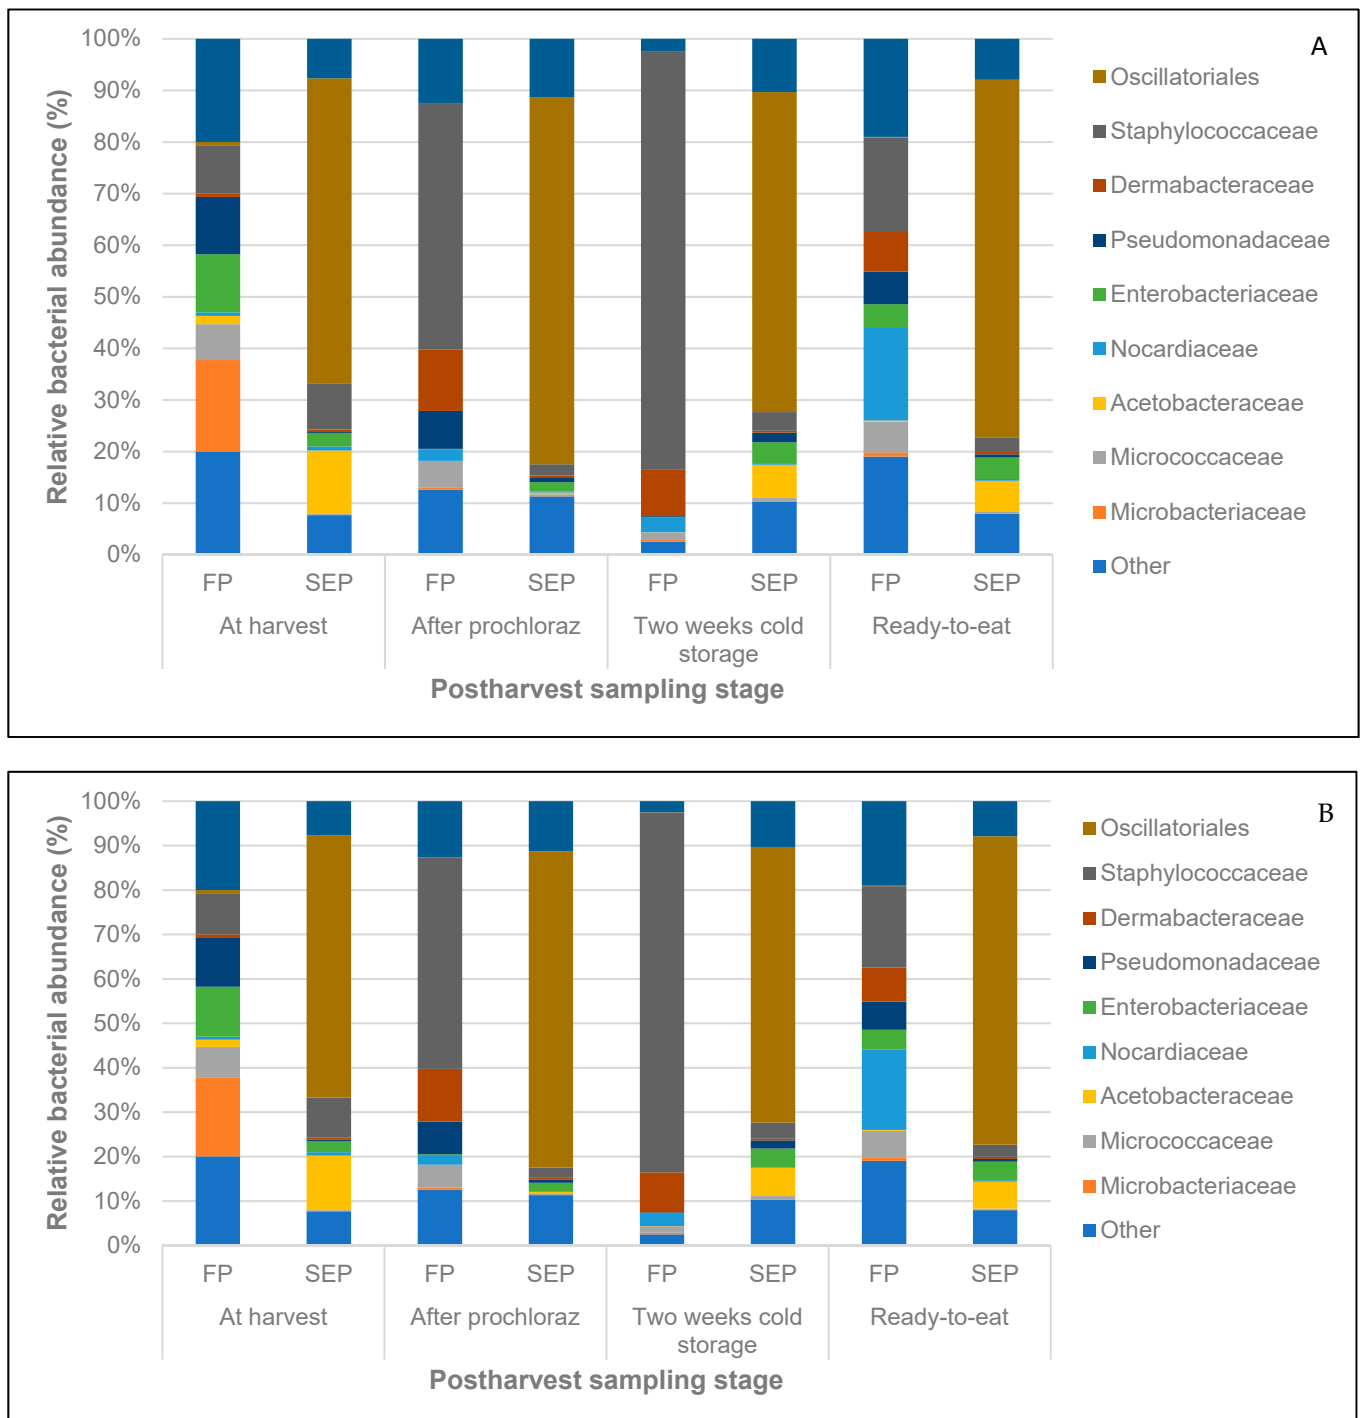 A
Relative bacterial abundance (%)
100%
90%
80%
70%
60%
50%
40%
30%
20%
10%
0%
FP SEP FP SEP FP SEP FP SEP
At harvest After prochloraz Two weeks cold storage Ready-to-eat
Postharvest sampling stage
Oscillatoriales
Staphylococcaceae
Dermabacteraceae
Pseudomonadaceae
Enterobacteriaceae
Nocardiaceae
Acetobacteraceae
Micrococcaceae
Microbacteriaceae
Other
B
Relative bacterial abundance (%)
100%
90%
80%
70%
60%
50%
40%
30%
20%
10%
0%
FP SEP FP SEP FP SEP FP SEP
At harvest After prochloraz Two weeks cold storage Ready-to-eat
Postharvest sampling stage
Oscillatoriales
Staphylococcaceae
Dermabacteraceae
Pseudomonadaceae
Enterobacteriaceae
Nocardiaceae
Acetobacteraceae
Micrococcaceae
Microbacteriaceae
Other